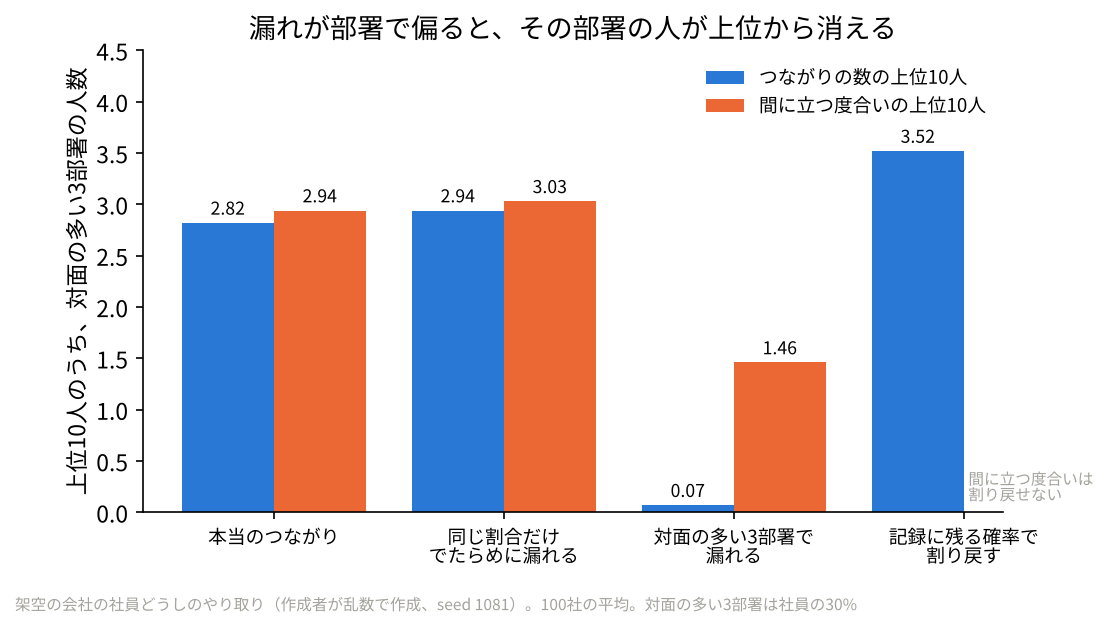 漏れが部署で偏ると、その部署の人が上位から消える
上位10人のうち、対面の多い3部署の人数
4.5
4.0
3.5
3.0
2.5
2.0
1.5
1.0
0.5
0.0
つながりの数の上位10人
間に立つ度合いの上位10人
2.82
2.94
2.94
3.03
0.07
1.46
3.52
間に立つ度合いは
割り戻せない
本当のつながり
同じ割合だけ
でたらめに漏れる
対面の多い3部署で
漏れる
記録に残る確率で
割り戻す
架空の会社の社員どうしのやり取り（作成者が乱数で作成、seed 1081）。100社の平均。対面の多い3部署は社員の30%